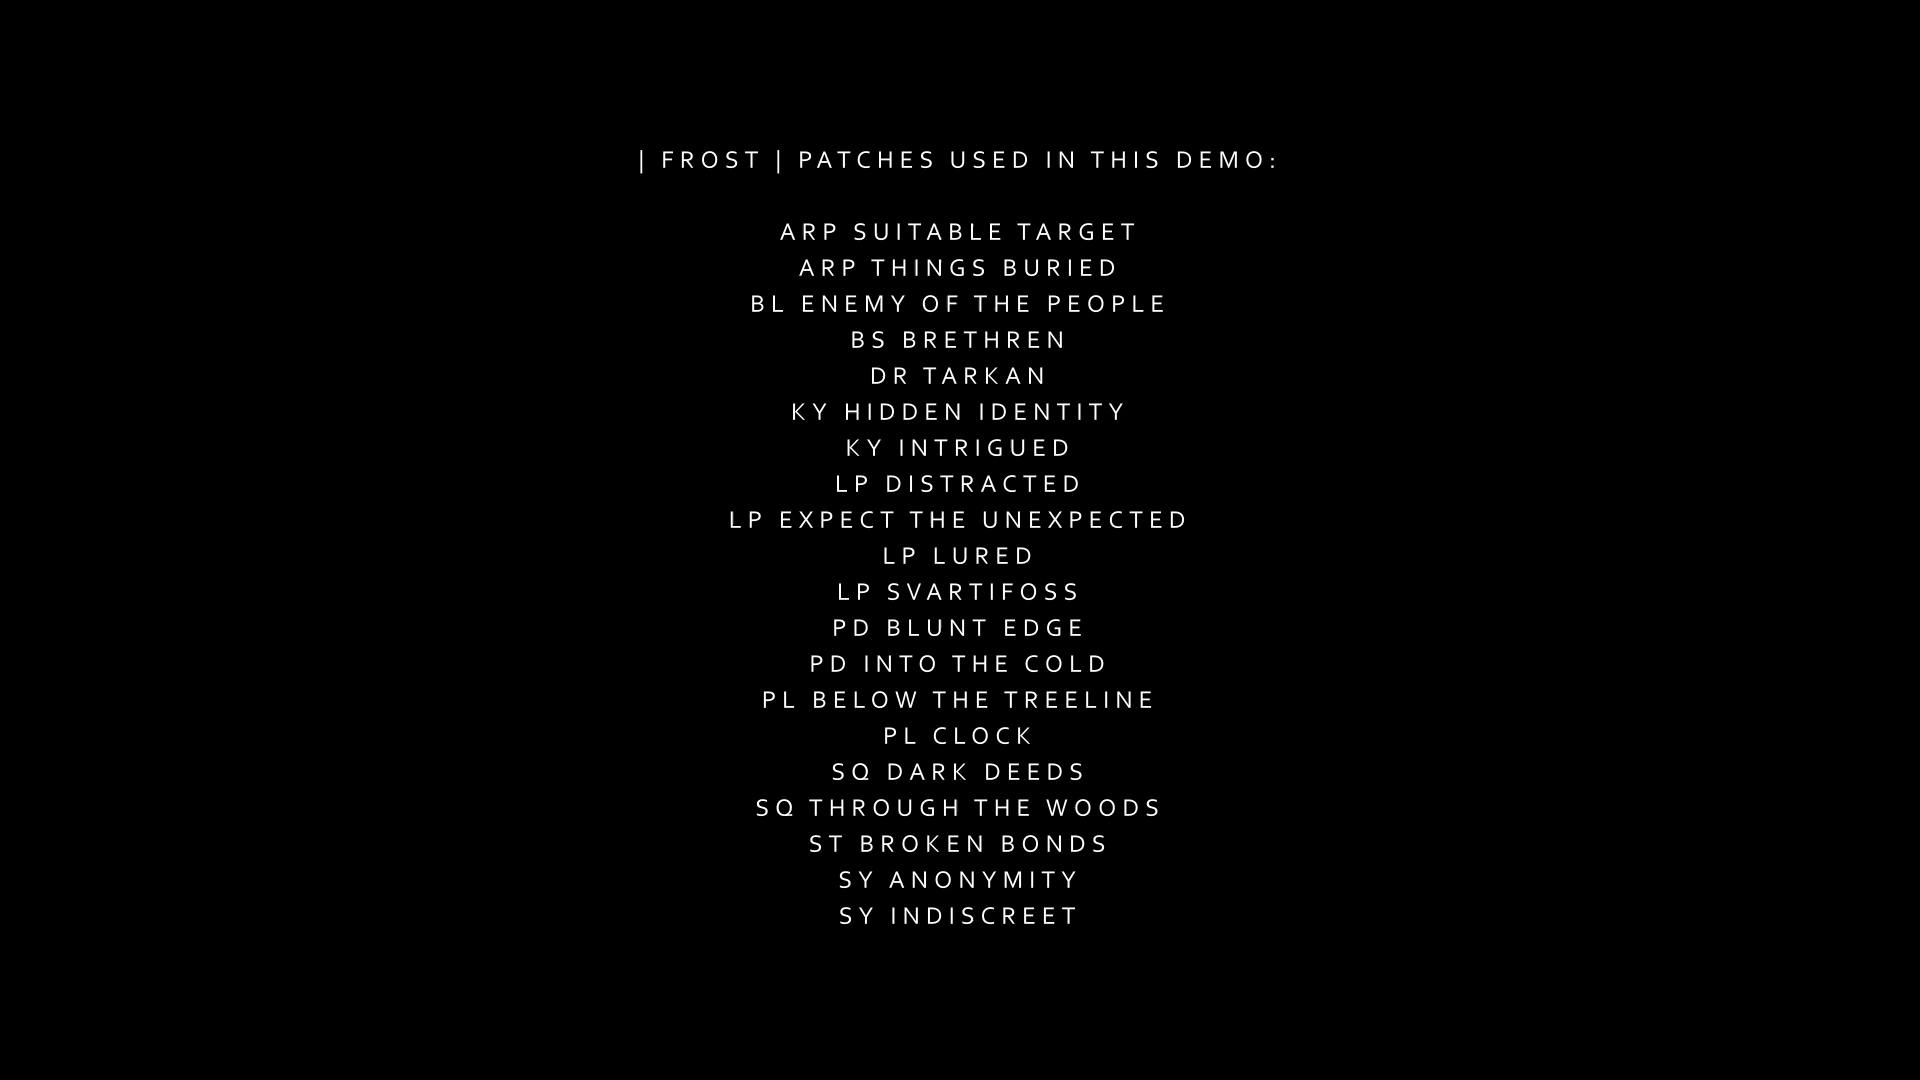 | FROST | PATCHES USED IN THIS DEMO:
ARP SUITABLE TARGET
ARP THINGS BURIED
BL ENEMY OF THE PEOPLE
BS BRETHREN
DR TARKAN
KY HIDDEN IDENTITY
KY INTRIGUED
LP DISTRACTED
LP EXPECT THE UNEXPECTED
LP LURED
LP SVARTIFOSS
PD BLUNT EDGE
PD INTO THE COLD
PL BELOW THE TREELINE
PL CLOCK
SQ DARK DEEDS
SQ THROUGH THE WOODS
ST BROKEN BONDS
SY ANONYMITY
SY INDISCREET